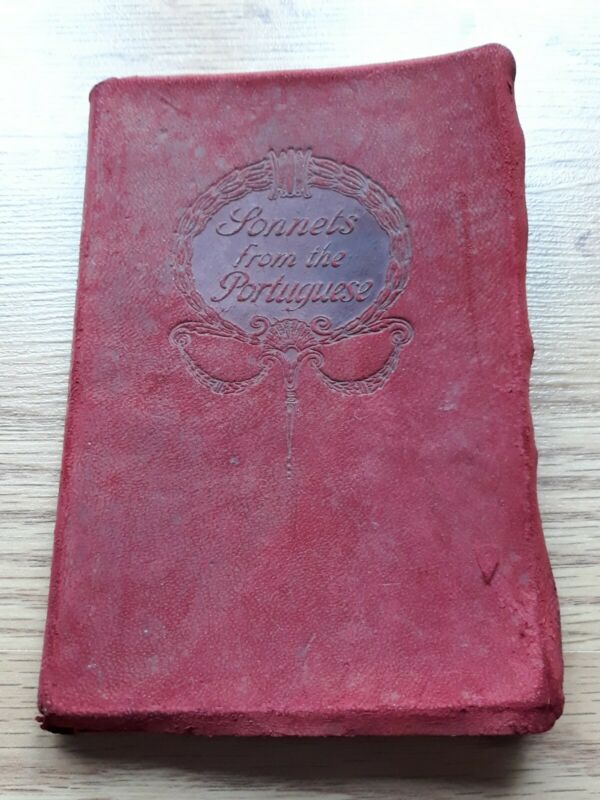 Sonnets
from the
Portuguese